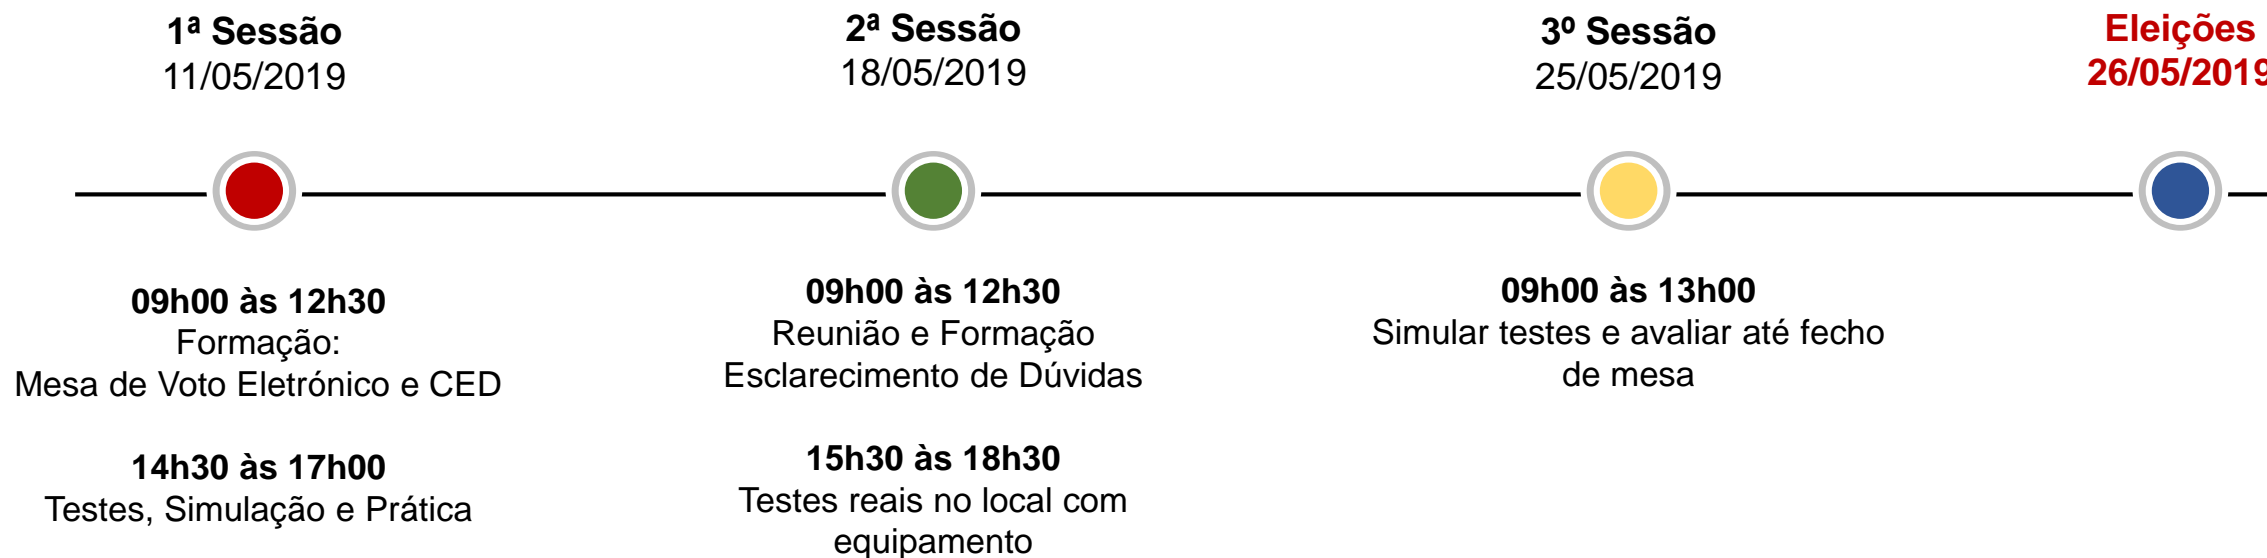 1ª Sessão
11/05/2019
2ª Sessão
18/05/2019
3º Sessão
25/05/2019
Eleições
26/05/2019
09h00 às 12h30
Formação:
Mesa de Voto Eletrónico e CED
14h30 às 17h00
Testes, Simulação e Prática
09h00 às 12h30
Reunião e Formação
Esclarecimento de Dúvidas
15h30 às 18h30
Testes reais no local com
equipamento
09h00 às 13h00
Simular testes e avaliar até fecho
de mesa